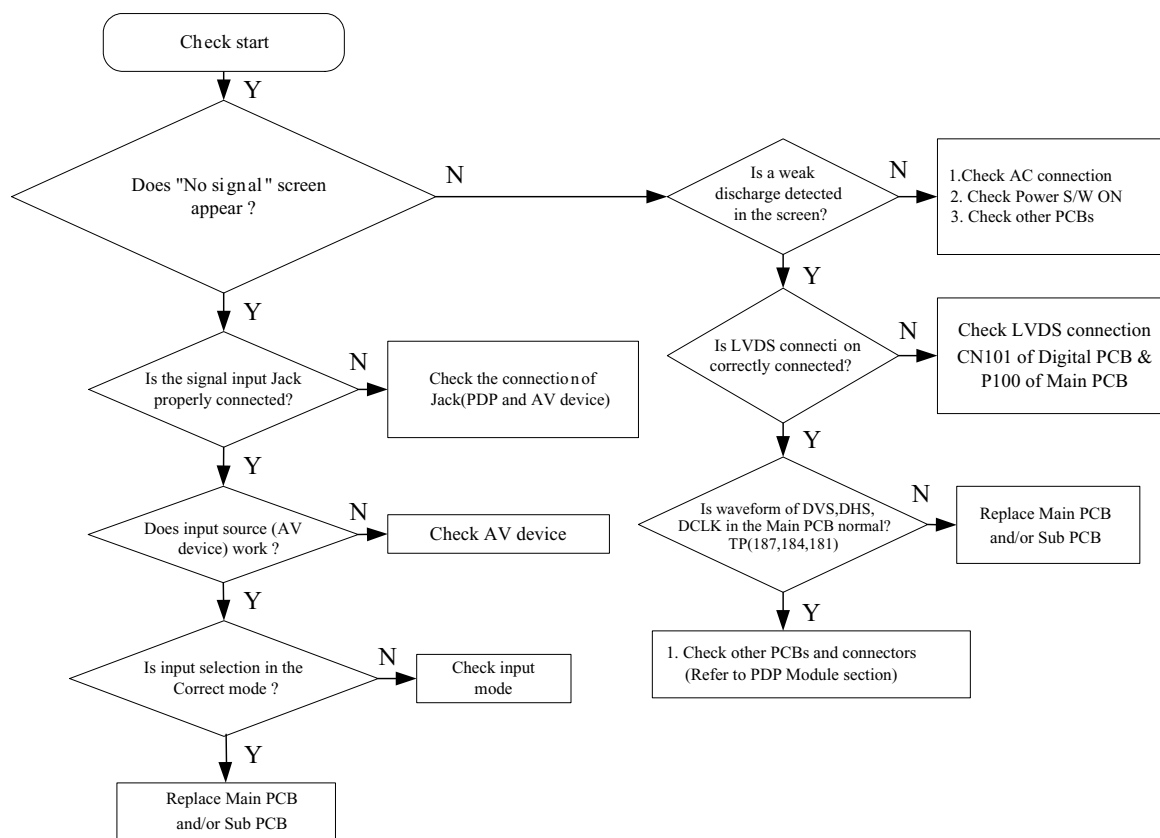 Check start
Y
Does "No signal" screen
appear ?
N
Is a weak
discharge detected
in the screen?
N
1.Check AC connection
2. Check Power S/W ON
3. Check other PCBs
Y
Y
Is the signal input Jack
properly connected?
N
Check the connection of
Jack(PDP and AV device)
Is LVDS connecti on
correctly connected?
N
Check LVDS connection
CN101 of Digital PCB &
P100 of Main PCB
Y
Y
Does input source (AV
device) work ?
N
Check AV device
Is waveform of DVS,DHS,
DCLK in the Main PCB normal?
TP(187,184,181)
N
Replace Main PCB
and/or Sub PCB
Y
Y
Is input selection in the
Correct mode ?
N
Check input
mode
1. Check other PCBs and connectors
(Refer to PDP Module section)
Y
Replace Main PCB
and/or Sub PCB